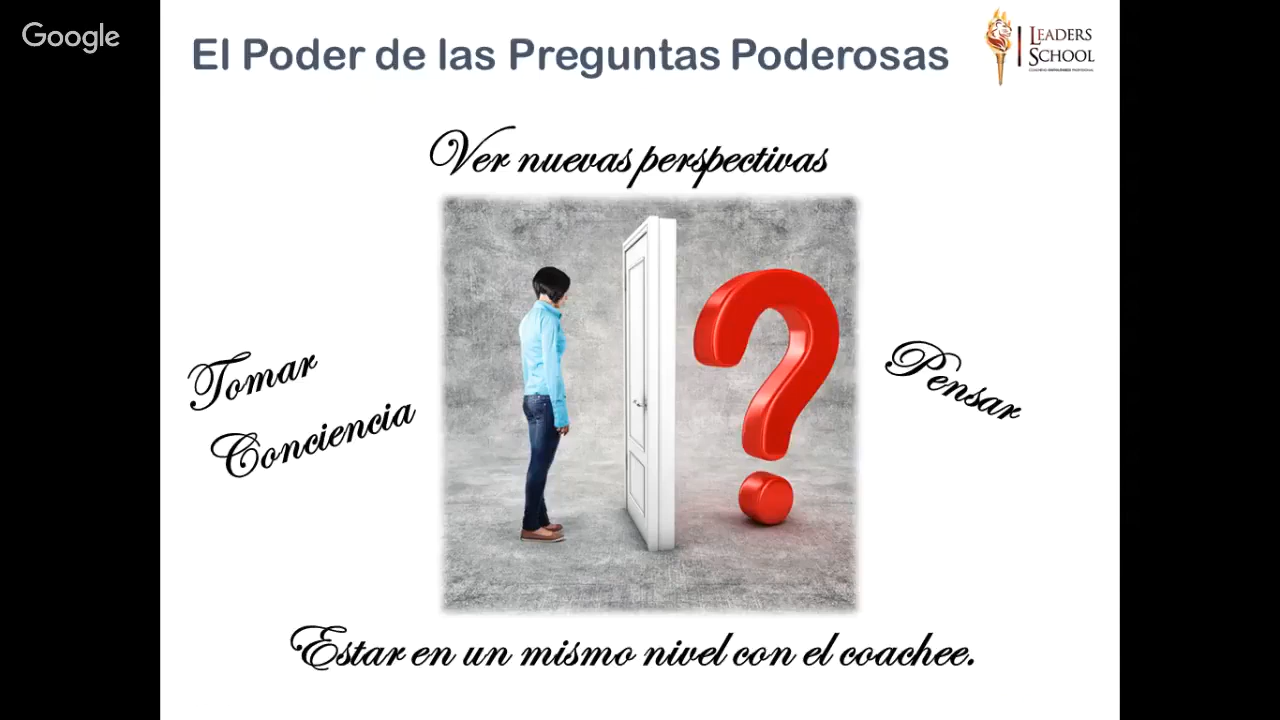 Google
El Poder de las Preguntas Poderosas
LEADERS
SCHOOL
Ver nuevas perspectivas
Tomar
Conciencia
Pensar
Estar en un mismo nivel con el coachee.